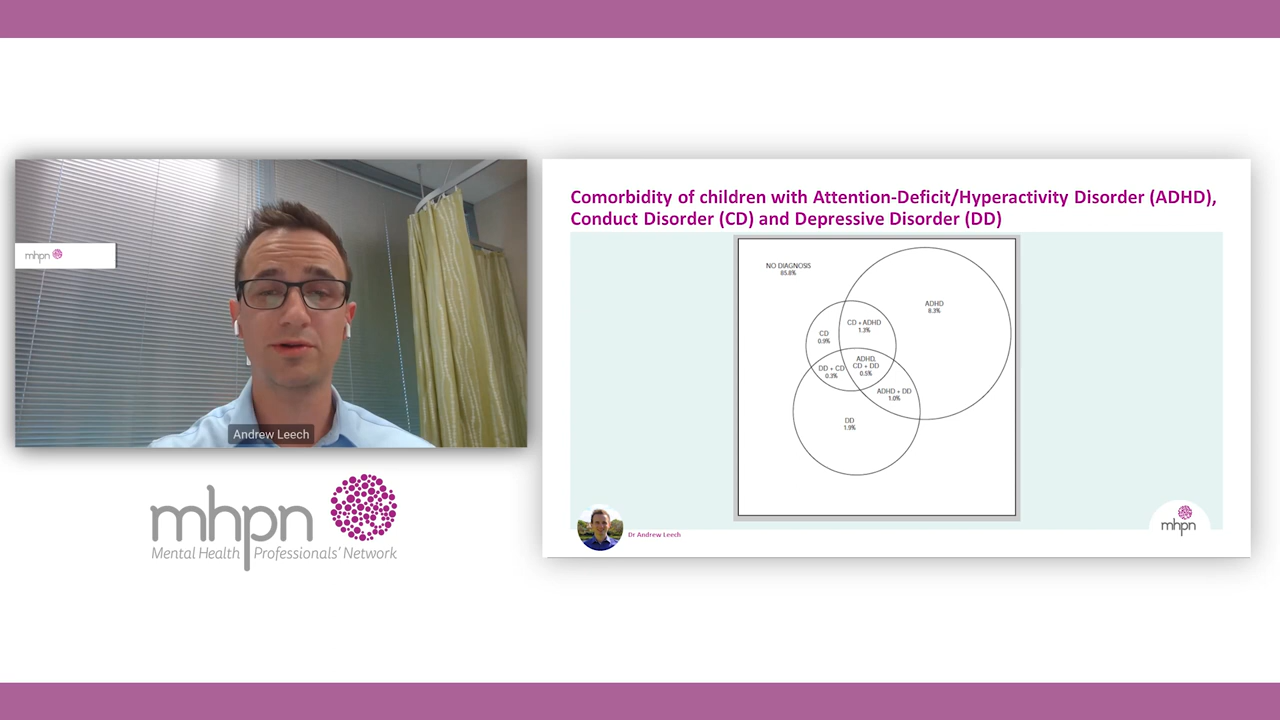 mhpn
Andrew Leech
mhpn
Mental Health Professionals' Network
Comorbidity of children with Attention-Deficit/Hyperactivity Disorder (ADHD),
Conduct Disorder (CD) and Depressive Disorder (DD)
NO DIAGNOSIS
85.8%
ADHD
8.3%
CD + ADHD
1.3%
CD
0.9%
ADHD,
CD + DD
0.5%
DD + CD
0.3%
ADHD + DD
1.0%
DD
1.9%
Dr Andrew Leech
mhpn